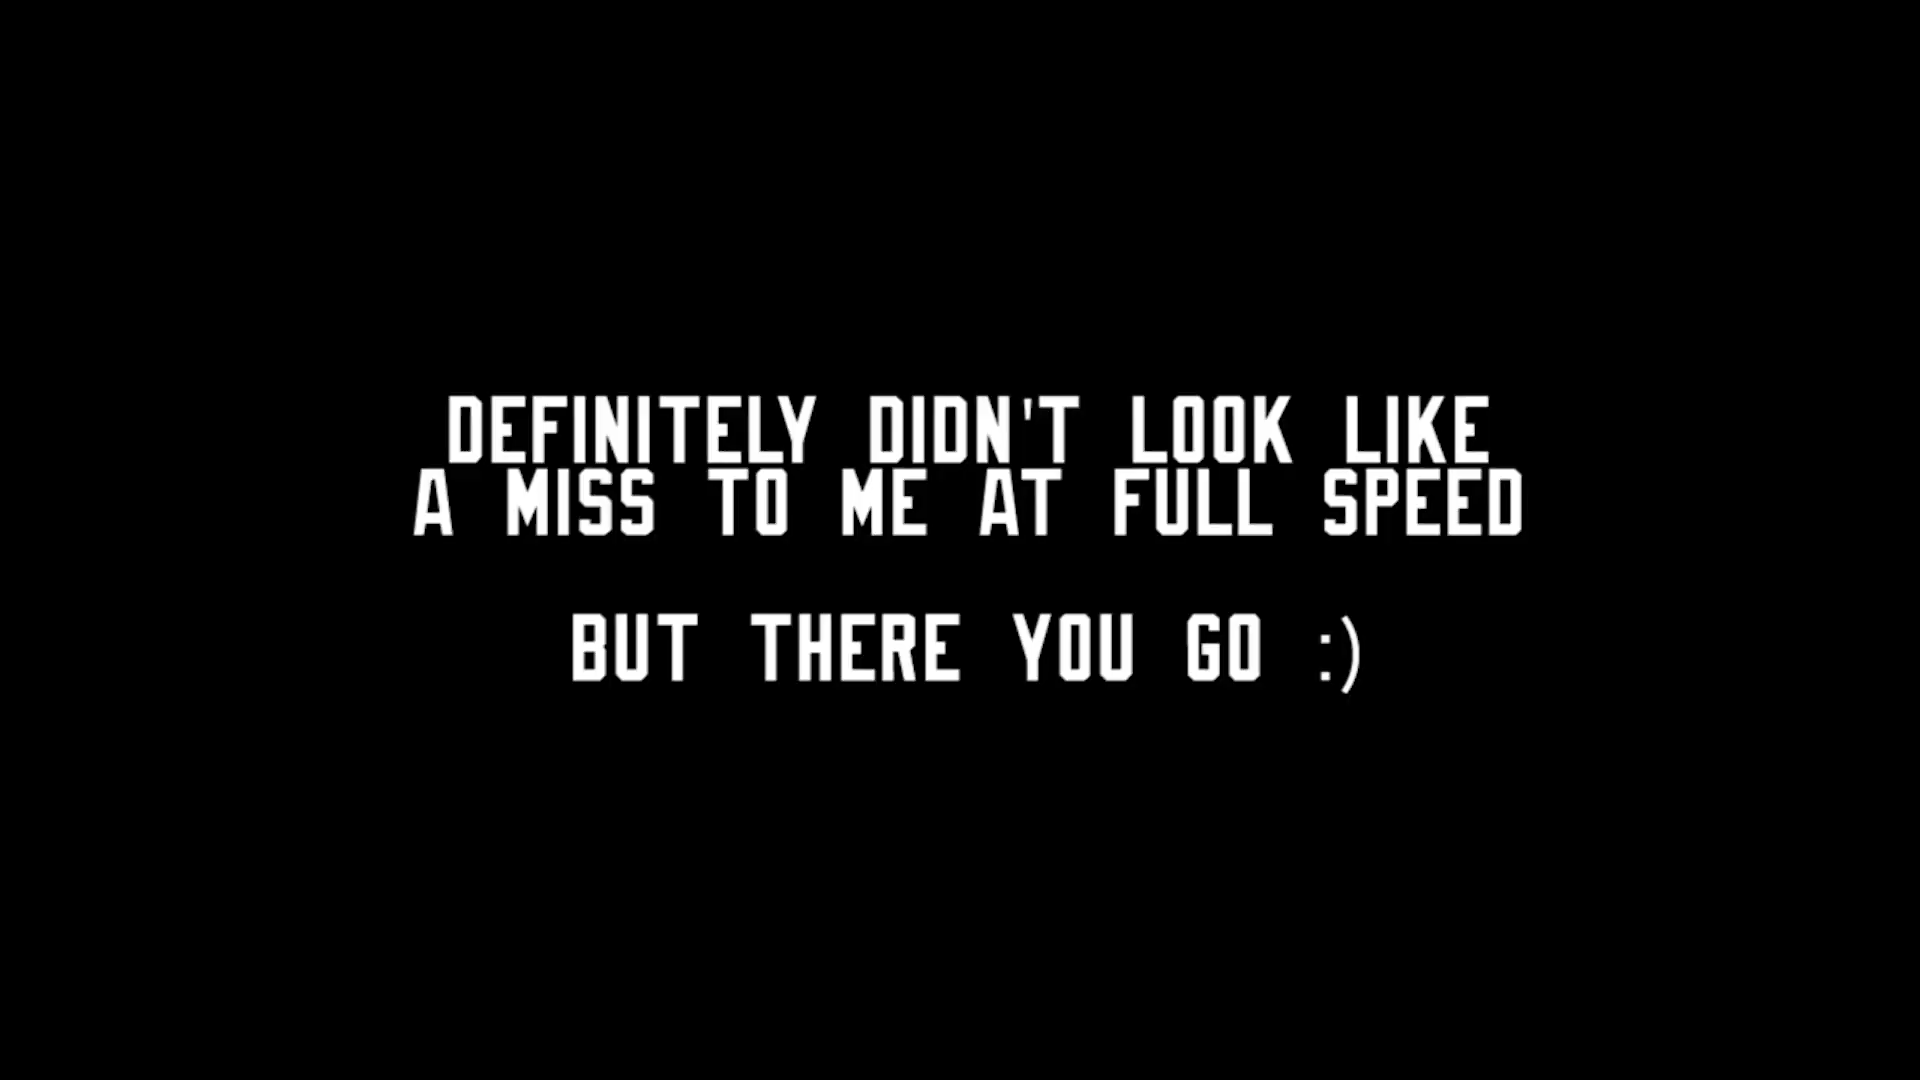 DEFINITELY DIDN'T LOOK LIKE
A MISS TO ME AT FULL SPEED
BUT THERE YOU GO :)